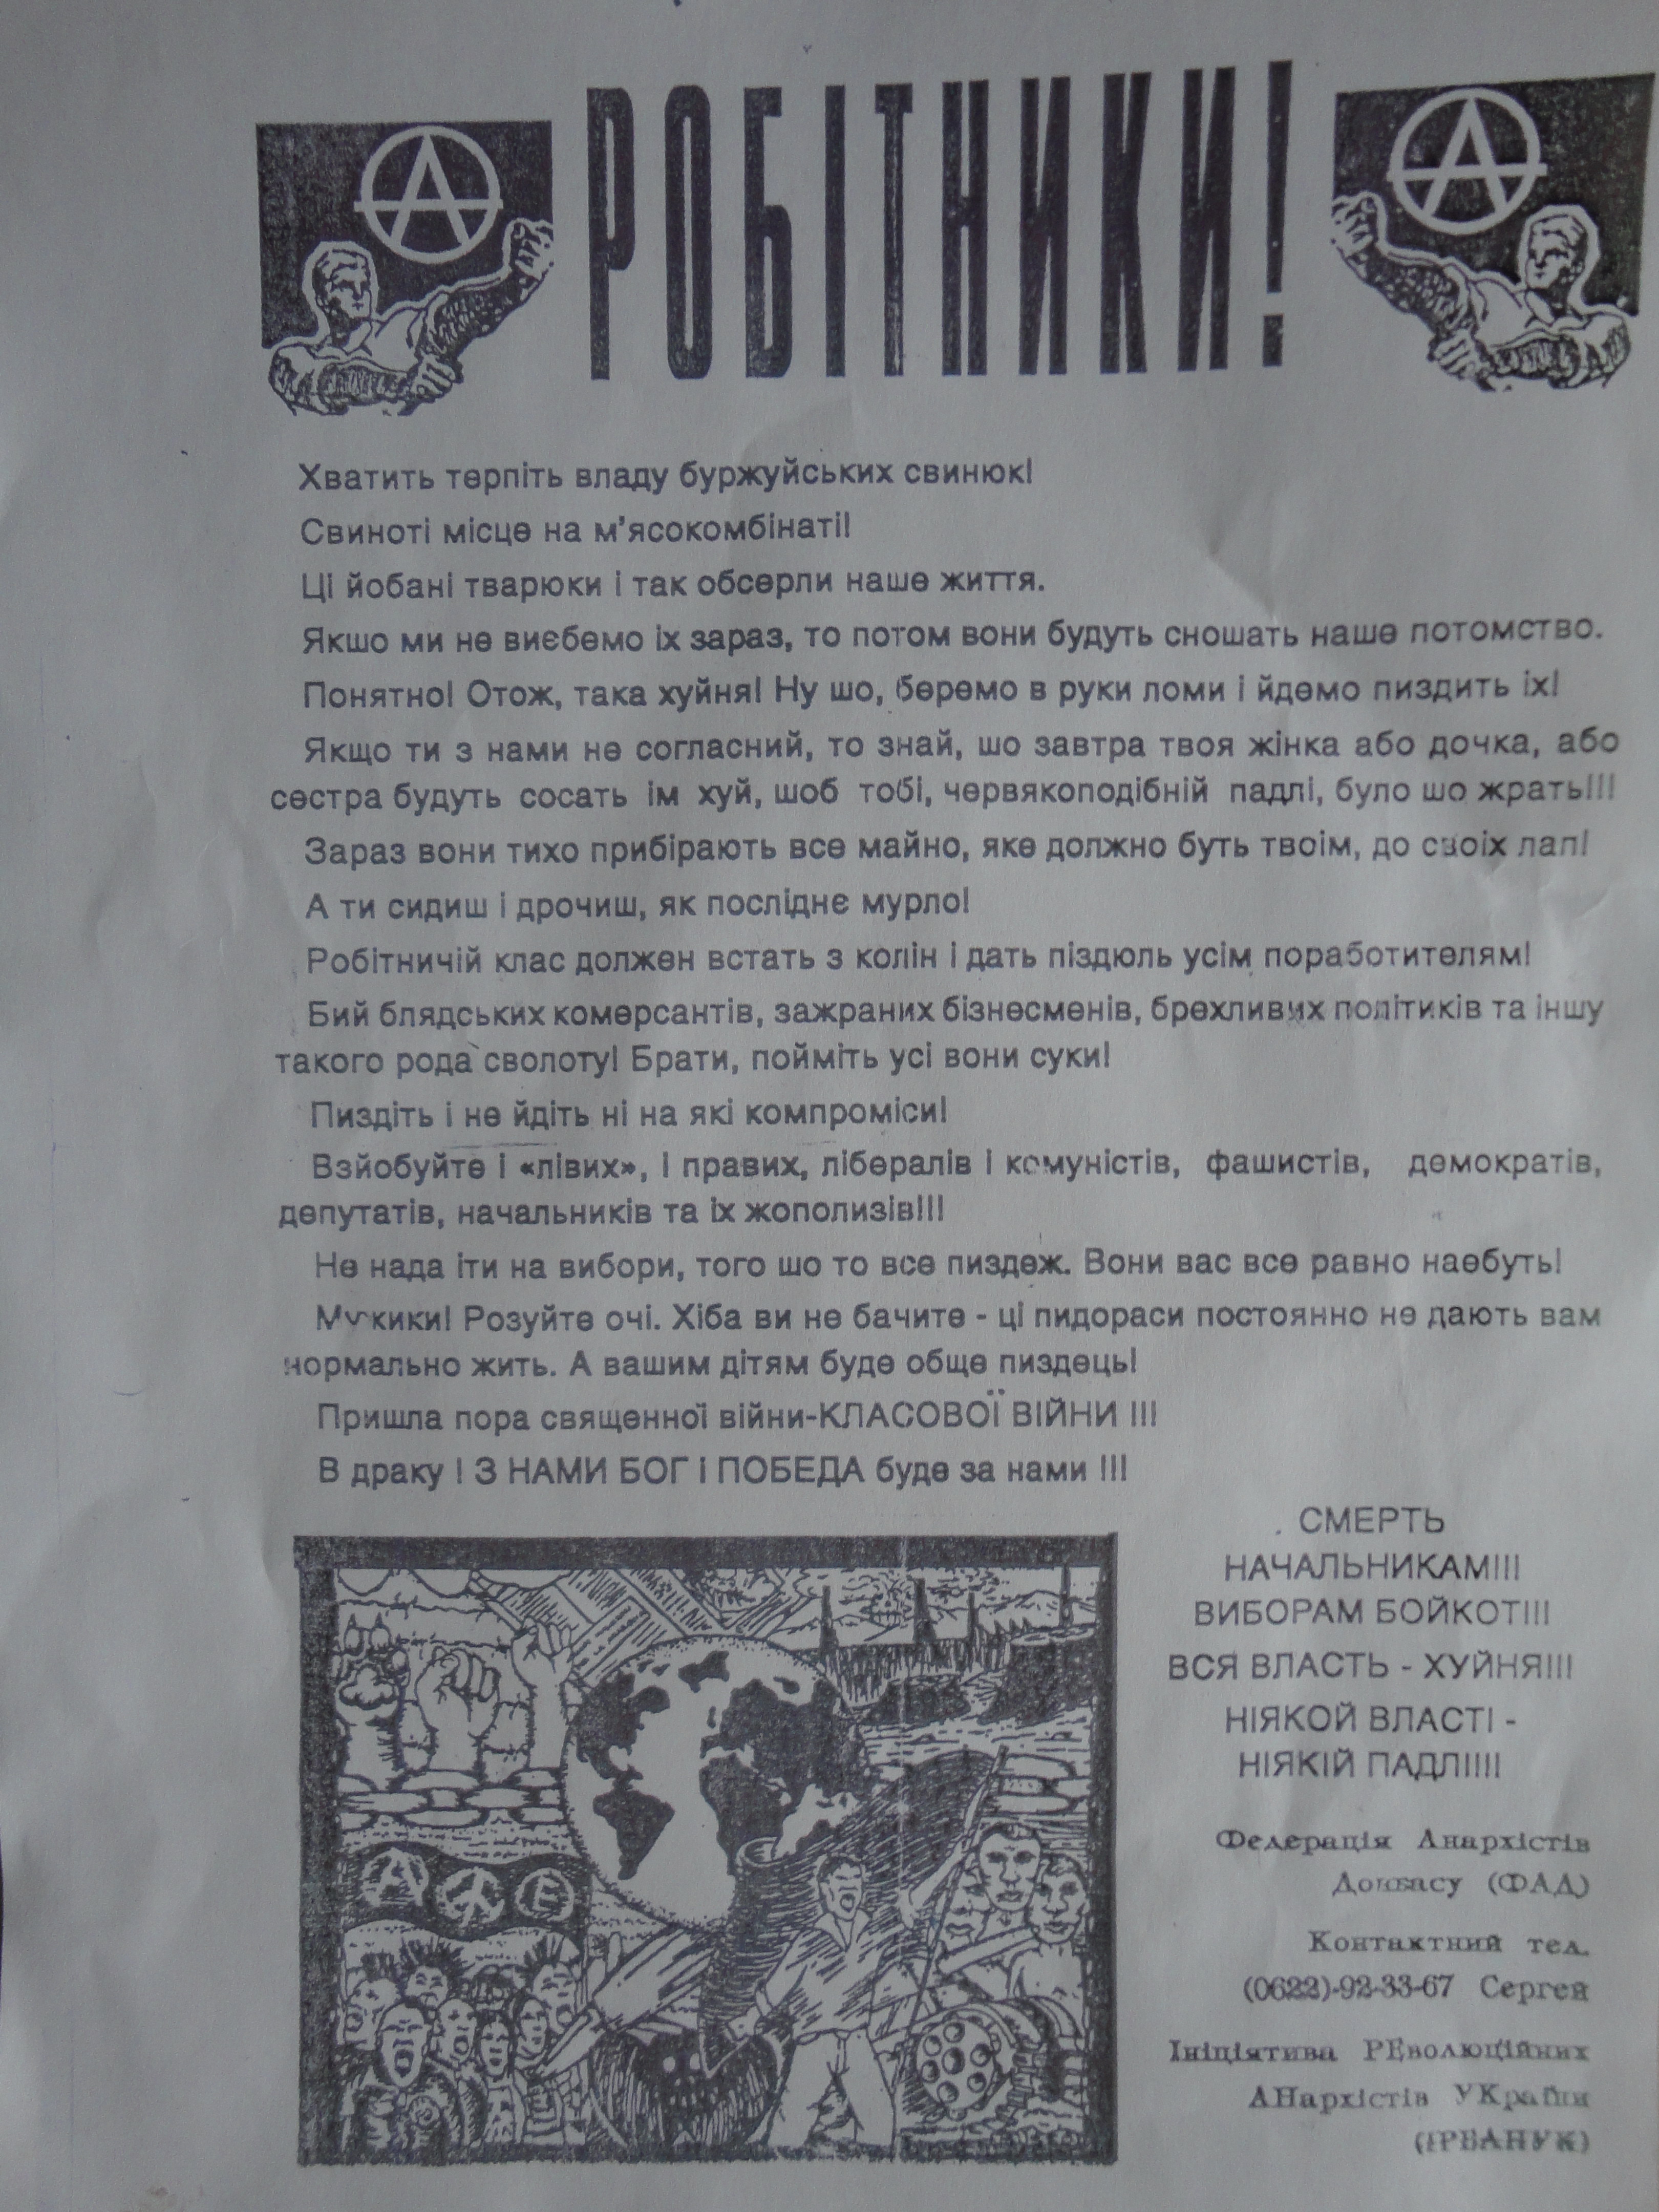 РОБІТНИКИ!
Хватить терпіть владу буржуйських свинюк!
Свиноті місце на м'ясокомбінаті!
Ці йобані тварюки і так обсерли наше життя.
Якшо ми не виєбемо іх зараз, то потом вони будуть сношать наше потомство.
Понятно! Отож, така хуйня! Ну шо, беремо в руки ломи і йдемо пиздить іх!
Якщо ти з нами не согласний, то знай, шо завтра твоя жінка або дочка, або
сестра будуть сосать ім хуй, шоб тобі, червякоподібній падлі, було шо жрать!!!
Зараз вони тихо прибірають все майно, яке должно буть твоім, до своіх лап!
А ти сидиш і дрочиш, як послідне мурло!
Робітничій клас должен встать з колін і дать піздюль усім поработителям!
Бий блядських комерсантів, зажраних бізнесменів, брехливих політиків та іншу
такого рода сволоту! Брати, пойміть усі вони суки!
Пиздіть і не йдіть ні на які компроміси!
Взйобуйте і «лівих», і правих, лібералів і комуністів, фашистів, демократів,
депутатів, начальників та іх жополизів!!!
Не нада іти на вибори, того шо то все пиздеж. Вони вас все равно наебуть!
Мужики! Розуйте очі. Хіба ви не бачите - ці пидораси постоянно не дають вам
нормально жить. А вашим дітям буде обще пиздець!
Пришла пора священної війни-КЛАСОВОЇ ВІЙНИ !!!
В драку ! З НАМИ БОГ І ПОБЕДА буде за нами !!!
СМЕРТЬ
НАЧАЛЬНИКАМ!!!
ВИБОРАМ БОЙКОТ!!!
ВСЯ ВЛАСТЬ - ХУЙНЯ!!!
НІЯКОЙ ВЛАСТІ -
НІЯКІЙ ПАДЛІ!!!
Федерація Анархістів
Донбасу (ФАД)
Контактний тел.
(0622)-92-33-67 Сергей
Ініціятива РЕволюційних
АНархістів УКраїни
(ІРЕАНУК)